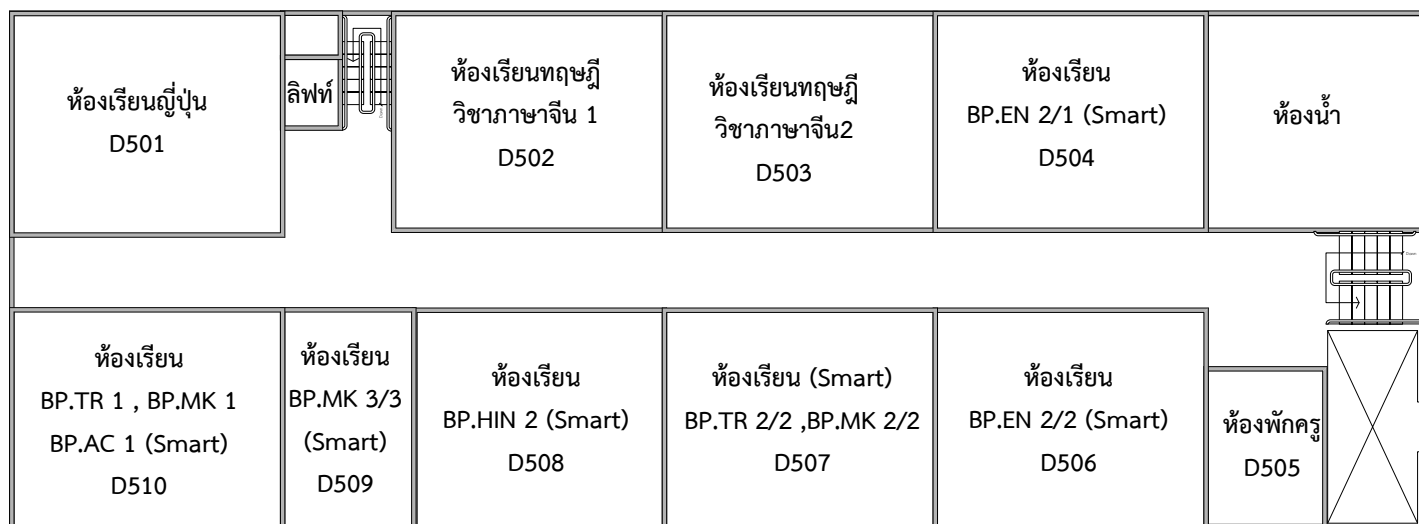 ห้องเรียนญี่ปุ่น
D501
ลิฟท์
ห้องเรียนทฤษฎี
วิชาภาษาจีน 1
D502
ห้องเรียนทฤษฎี
วิชาภาษาจีน2
D503
ห้องเรียน
BP.EN 2/1 (Smart)
D504
ห้องน้ำ
ห้องเรียน
BP.TR 1 , BP.MK 1
BP.AC 1 (Smart)
D510
ห้องเรียน
BP.MK 3/3
(Smart)
D509
ห้องเรียน
BP.HIN 2 (Smart)
D508
ห้องเรียน (Smart)
BP.TR 2/2 ,BP.MK 2/2
D507
ห้องเรียน
BP.EN 2/2 (Smart)
D506
ห้องพักครู
D505